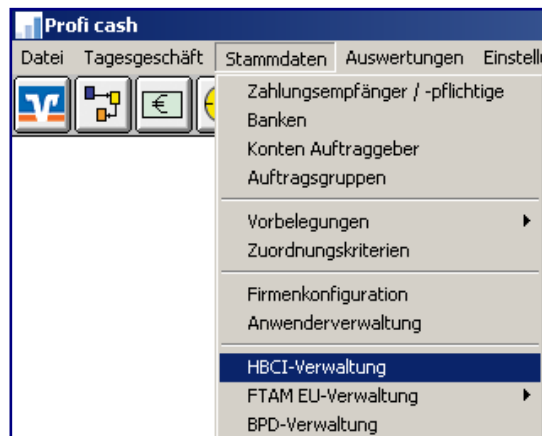 Profi cash
Datei Tagesgeschäft Stammdaten Auswertungen Einstell
€
Zahlungsempfänger / -pflichtige
Banken
Konten Auftraggeber
Auftragsgruppen
Vorbelegungen
Zuordnungskriterien
Firmenkonfiguration
Anwenderverwaltung
HBCI-Verwaltung
FTAM EU-Verwaltung
BPD-Verwaltung